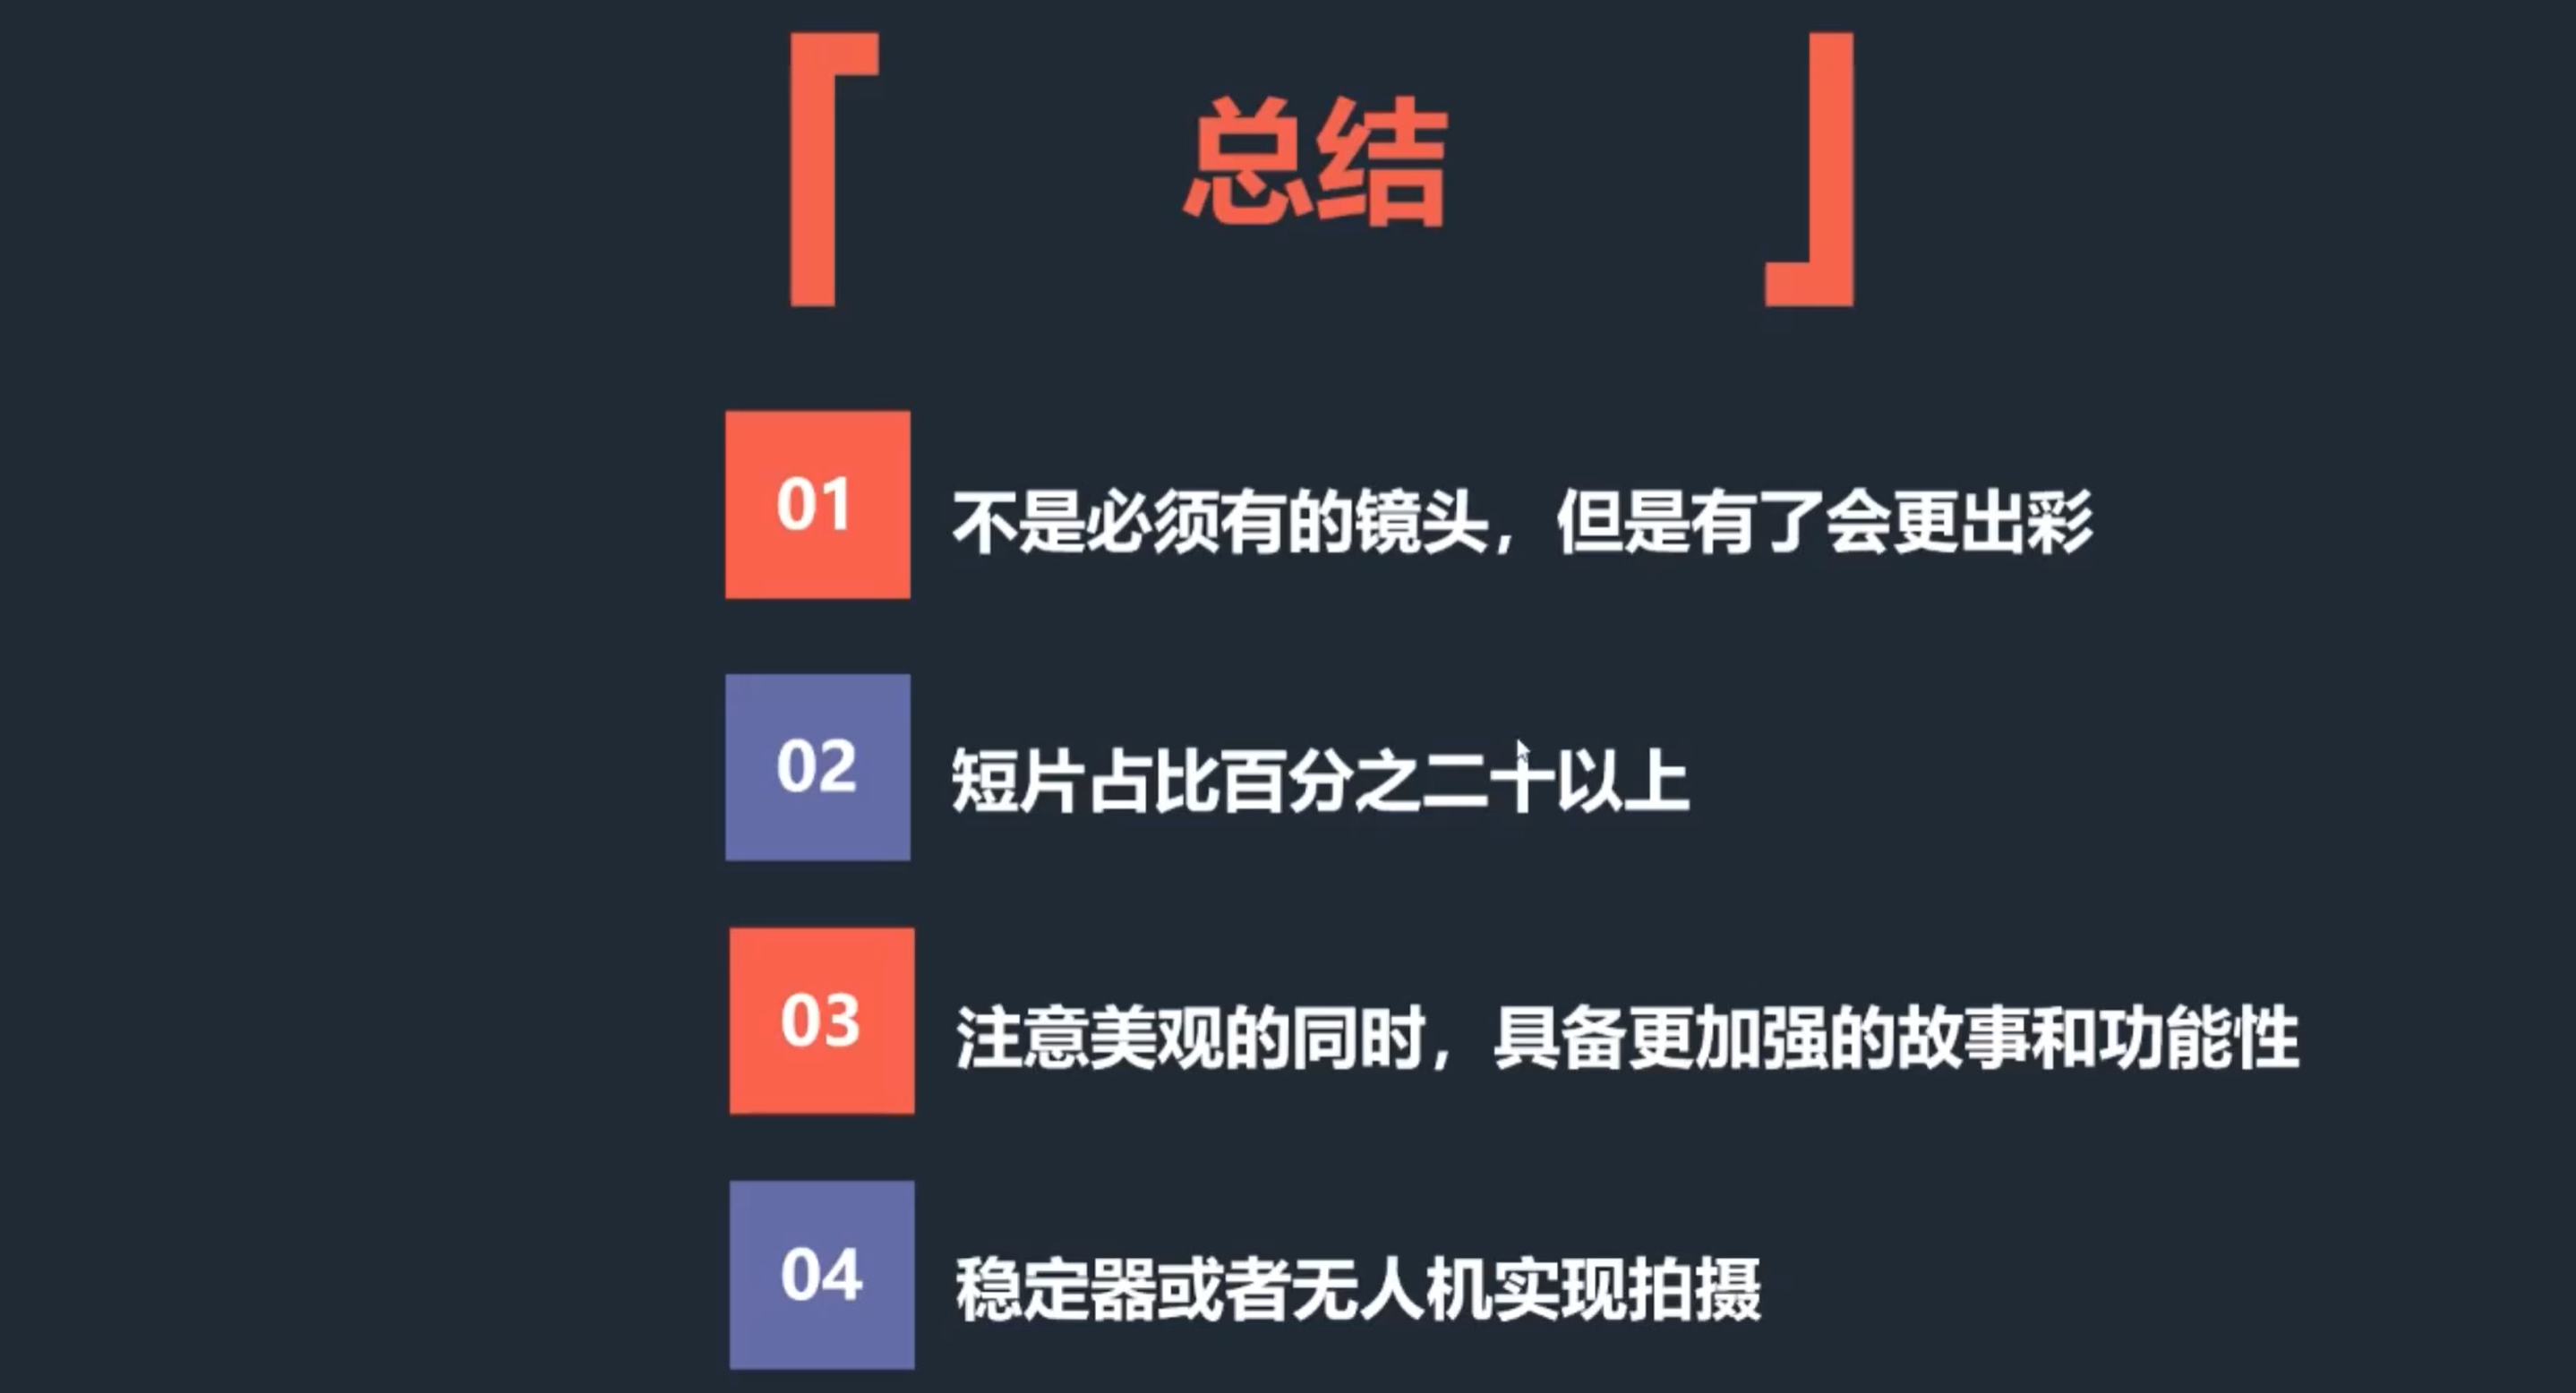 总结
01
不是必须有的镜头，但是有了会更出彩
02
短片占比百分之二十以上
03
注意美观的同时，具备更加强的故事和功能性
04
稳定器或者无人机实现拍摄